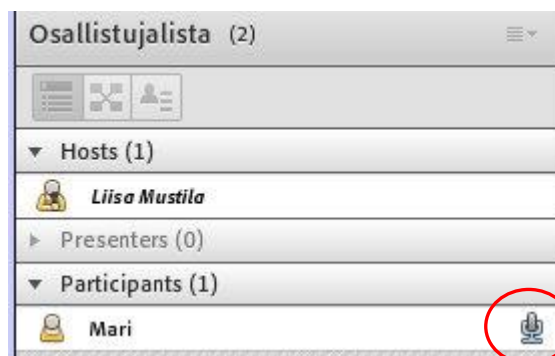 Osallistujalista (2)
Hosts (1)
Liisa Mustila
Presenters (0)
Participants (1)
Mari